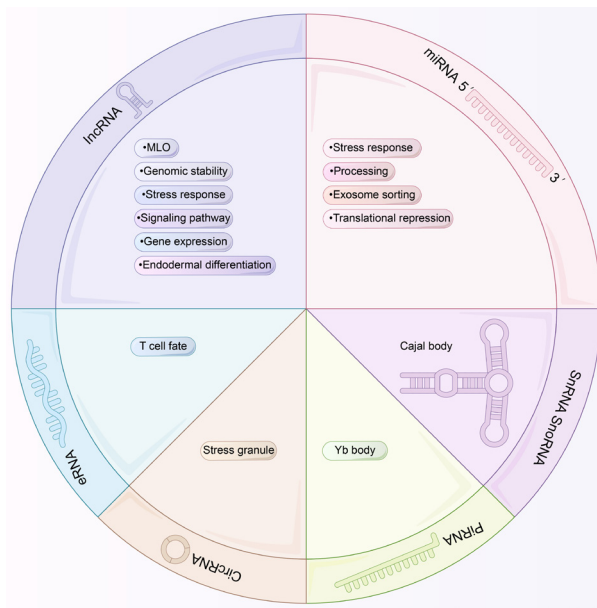 lncRNA
•MLO
•Genomic stability
•Stress response
•Signaling pathway
•Gene expression
•Endodermal differentiation
miRNA 5´
3´
•Stress response
•Processing
•Exosome sorting
•Translational repression
T cell fate
eRNA
Cajal body
SnRNA SnoRNA
Stress granule
CircRNA
Yb body
PiRNA